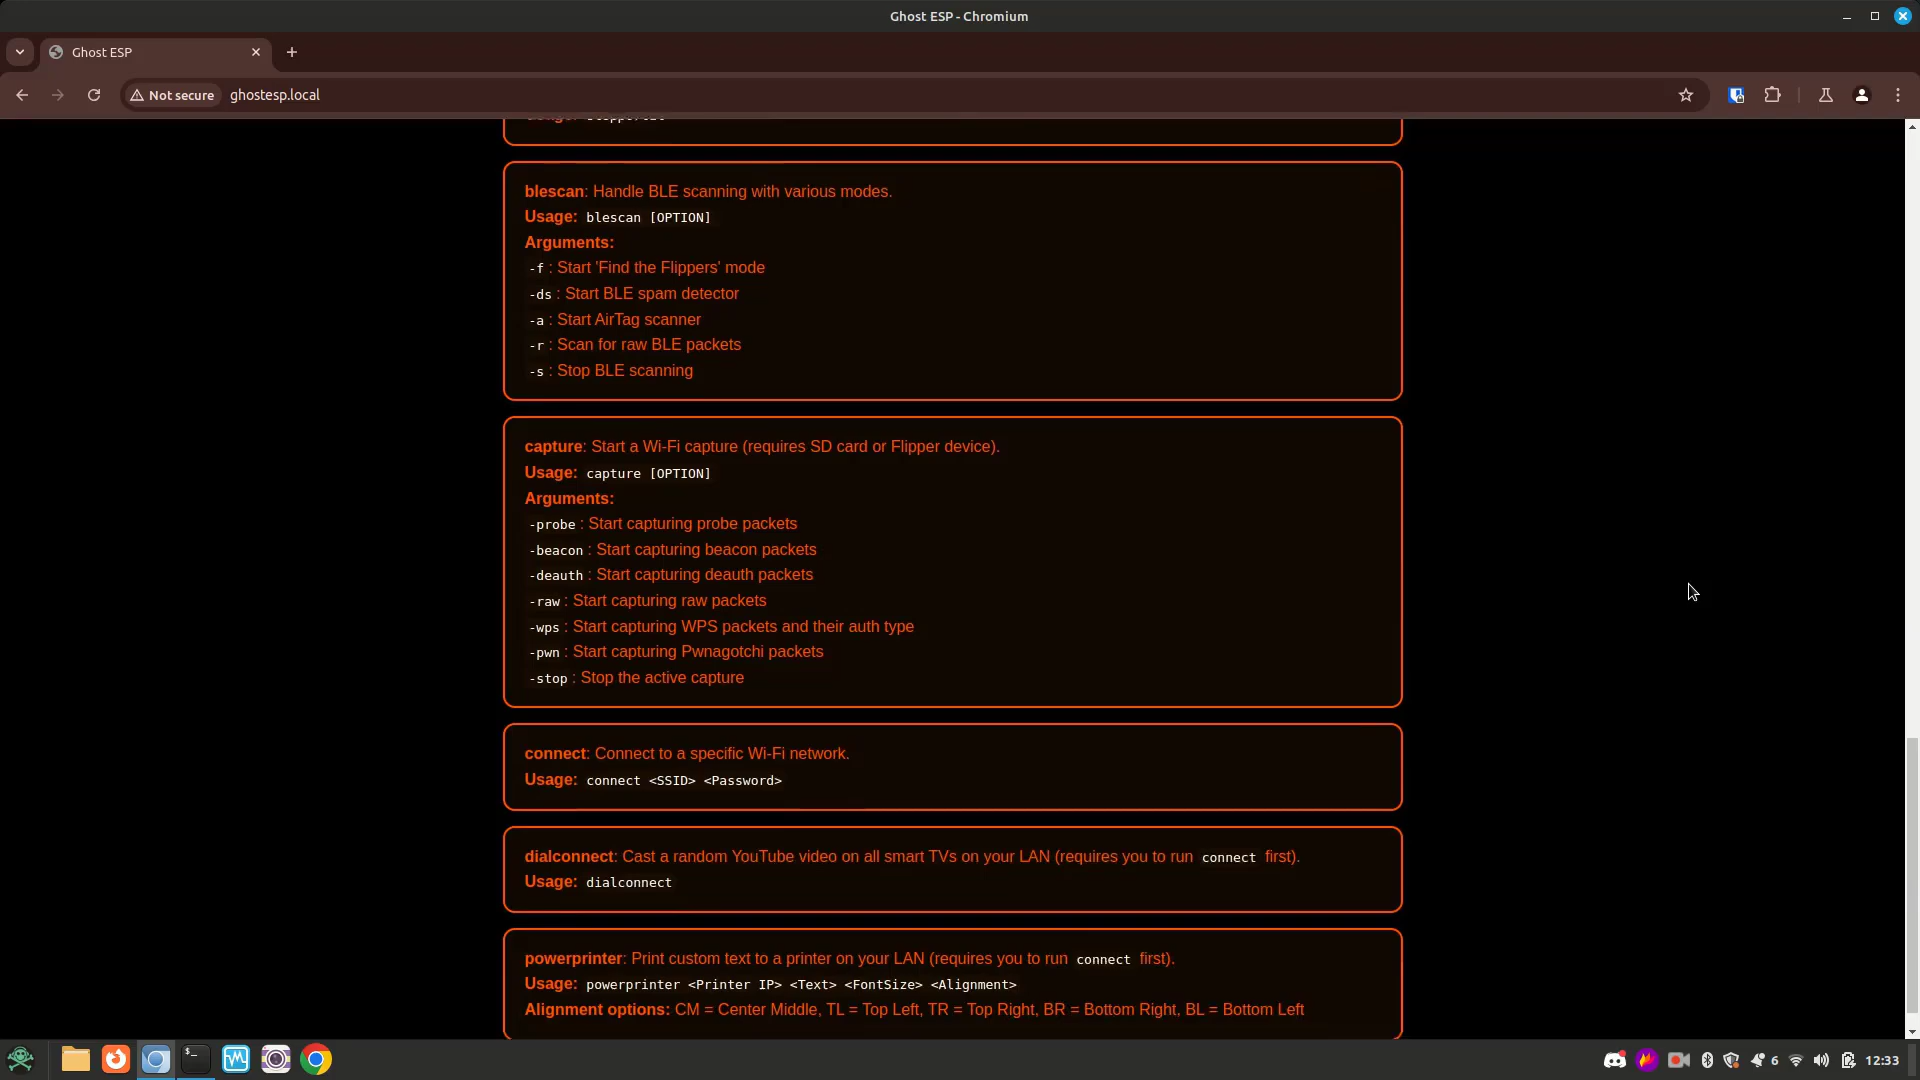 Ghost ESP - Chromium
Ghost ESP
Not secure
ghostesp.local
blescan: Handle BLE scanning with various modes.
Usage: blescan [OPTION]
Arguments:
-f : Start 'Find the Flippers' mode
-ds : Start BLE spam detector
-a : Start AirTag scanner
-r : Scan for raw BLE packets
-s : Stop BLE scanning
capture: Start a Wi-Fi capture (requires SD card or Flipper device).
Usage: capture [OPTION]
Arguments:
-probe : Start capturing probe packets
-beacon : Start capturing beacon packets
-deauth : Start capturing deauth packets
-raw : Start capturing raw packets
-wps : Start capturing WPS packets and their auth type
-pwn : Start capturing Pwnagotchi packets
-stop : Stop the active capture
connect: Connect to a specific Wi-Fi network.
Usage: connect <SSID> <Password>
dialconnect: Cast a random YouTube video on all smart TVs on your LAN (requires you to run connect first).
Usage: dialconnect
powerprinter: Print custom text to a printer on your LAN (requires you to run connect first).
Usage: powerprinter <Printer IP> <Text> <FontSize> <Alignment>
Alignment options: CM = Center Middle, TL = Top Left, TR = Top Right, BR = Bottom Right, BL = Bottom Left
6
12:33